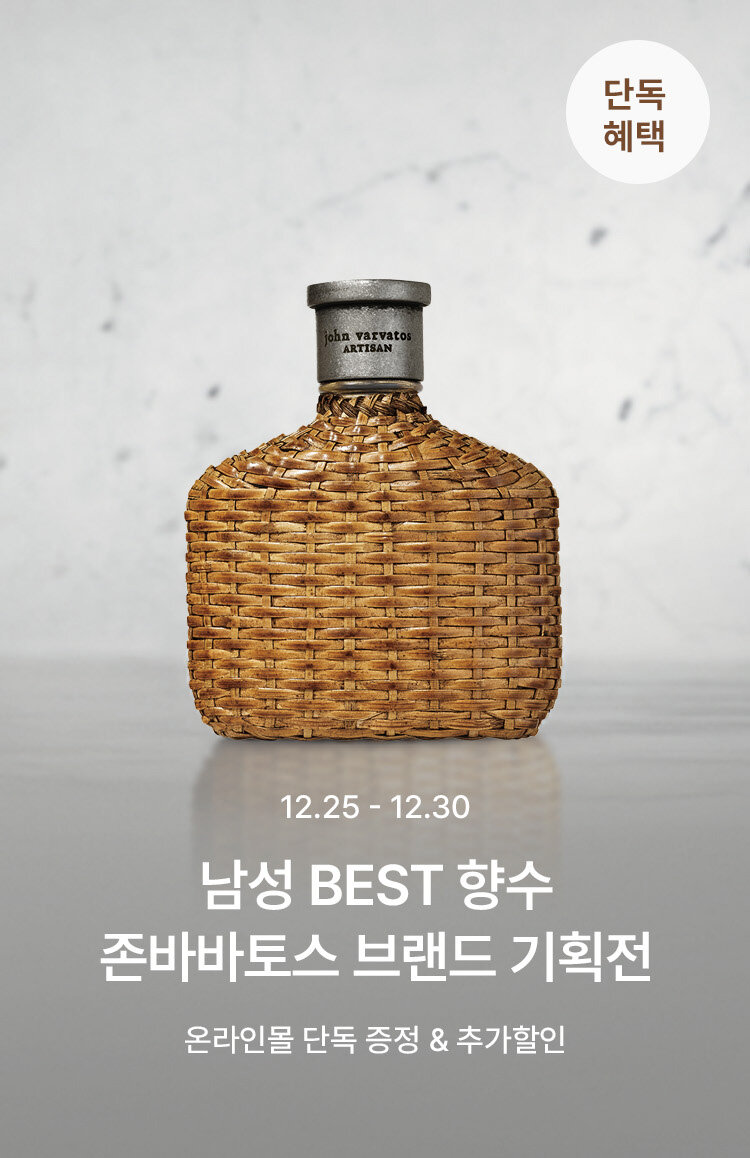 단독
혜택
john varvatos
ARTISAN
12.25 - 12.30
남성 BEST 향수
존바바토스 브랜드 기획전
온라인몰 단독 증정 & 추가할인